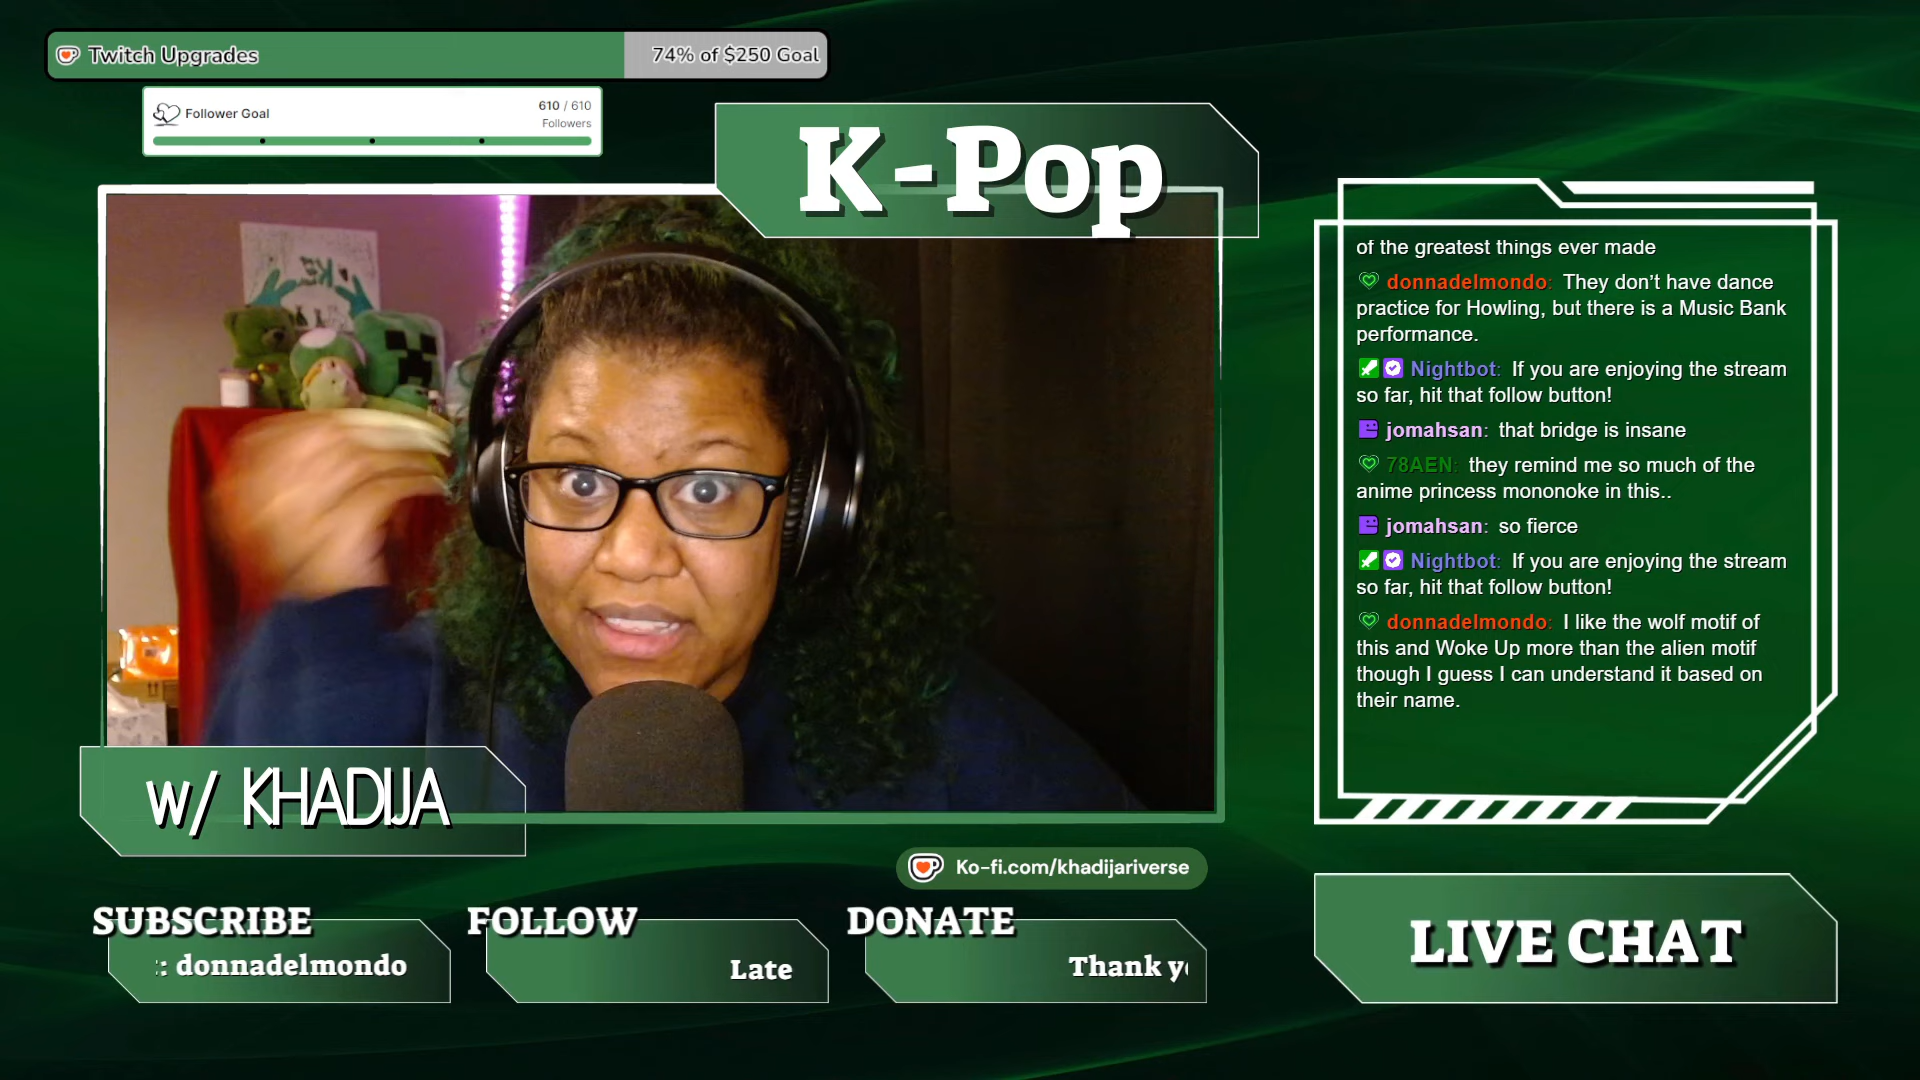 Twitch Upgrades
74% of $250 Goal
Follower Goal
610 / 610
Followers
K-Pop
of the greatest things ever made
donnadelmondo: They don’t have dance
practice for Howling, but there is a Music Bank
performance.
Nightbot: If you are enjoying the stream
so far, hit that follow button!
jomahsan: that bridge is insane
78AEN: they remind me so much of the
anime princess mononoke in this..
jomahsan: so fierce
Nightbot: If you are enjoying the stream
so far, hit that follow button!
donnadelmondo: I like the wolf motif of
this and Woke Up more than the alien motif
though I guess I can understand it based on
their name.
w/ KHADIJA
Ko-fi.com/khadijariverse
SUBSCRIBE
: donnadelmondo
FOLLOW
Late
DONATE
Thank y
LIVE CHAT